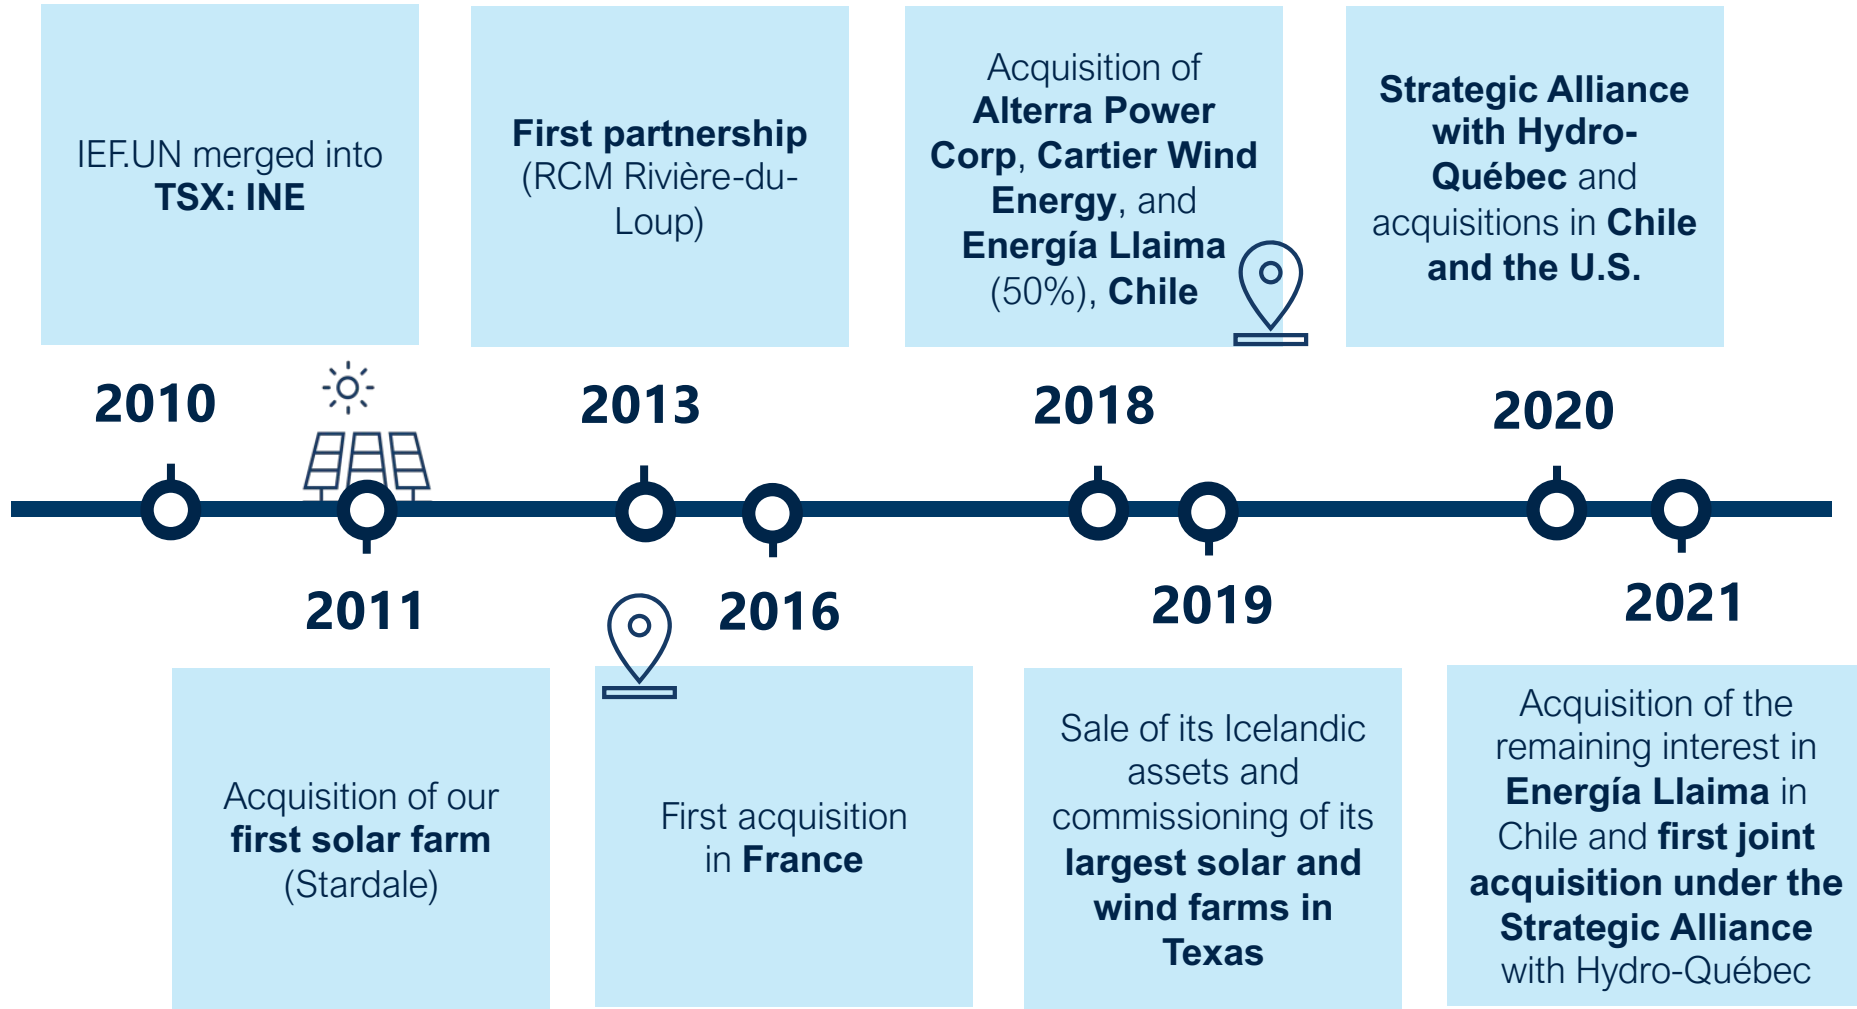 IEF.UN merged into
TSX: INE
2010
2011
Acquisition of our
first solar farm
(Stardale)
First partnership
(RCM Rivière-du-
Loup)
2013
2016
First acquisition
in France
Acquisition of
Alterra Power
Corp, Cartier Wind
Energy, and
Energía Llaima
(50%), Chile
2018
2019
Sale of its Icelandic
assets and
commissioning of its
largest solar and
wind farms in
Texas
Strategic Alliance
with Hydro-
Québec and
acquisitions in Chile
and the U.S.
2020
2021
Acquisition of the
remaining interest in
Energía Llaima in
Chile and first joint
acquisition under the
Strategic Alliance
with Hydro-Québec